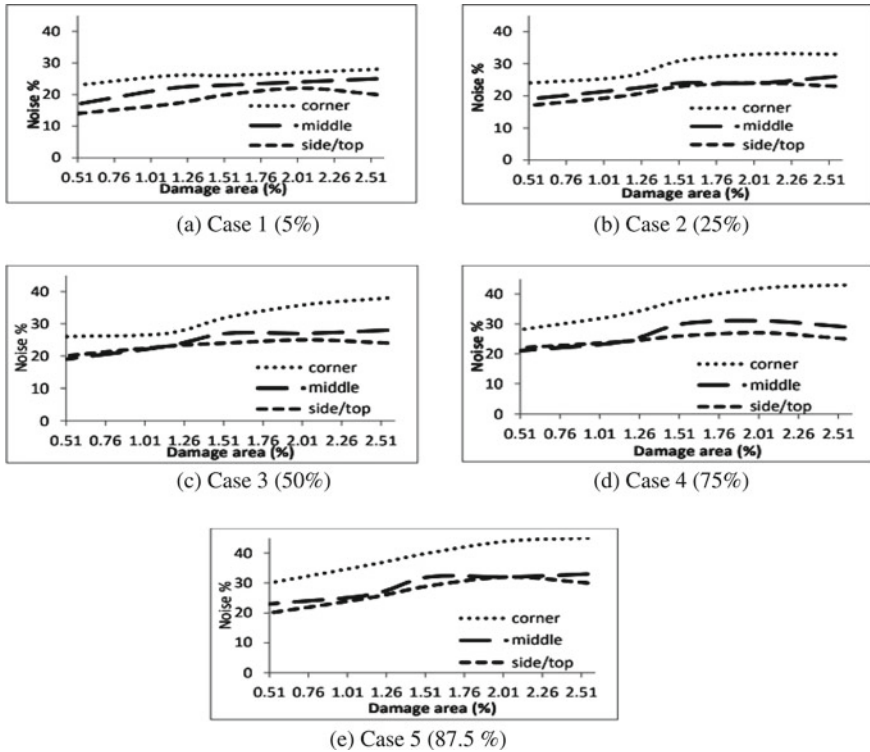 40
30
20
10
0
Noise %
corner
middle
side/top
0.51 0.76 1.01 1.26 1.51 1.76 2.01 2.26 2.51
Damage area (%)
(a) Case 1 (5%)
40
30
20
10
0
Noise %
corner
middle
side/top
0.51 0.76 1.01 1.26 1.51 1.76 2.01 2.26 2.51
Damage area (%)
(b) Case 2 (25%)
40
30
20
10
0
Noise %
corner
middle
side/top
0.51 0.76 1.01 1.26 1.51 1.76 2.01 2.26 2.51
Damage area (%)
(c) Case 3 (50%)
40
30
20
10
0
Noise %
corner
middle
side/top
0.51 0.76 1.01 1.26 1.51 1.76 2.01 2.26 2.51
Damage area (%)
(d) Case 4 (75%)
40
30
20
10
0
Noise %
corner
middle
side/top
0.51 0.76 1.01 1.26 1.51 1.76 2.01 2.26 2.51
Damage area (%)
(e) Case 5 (87.5 %)